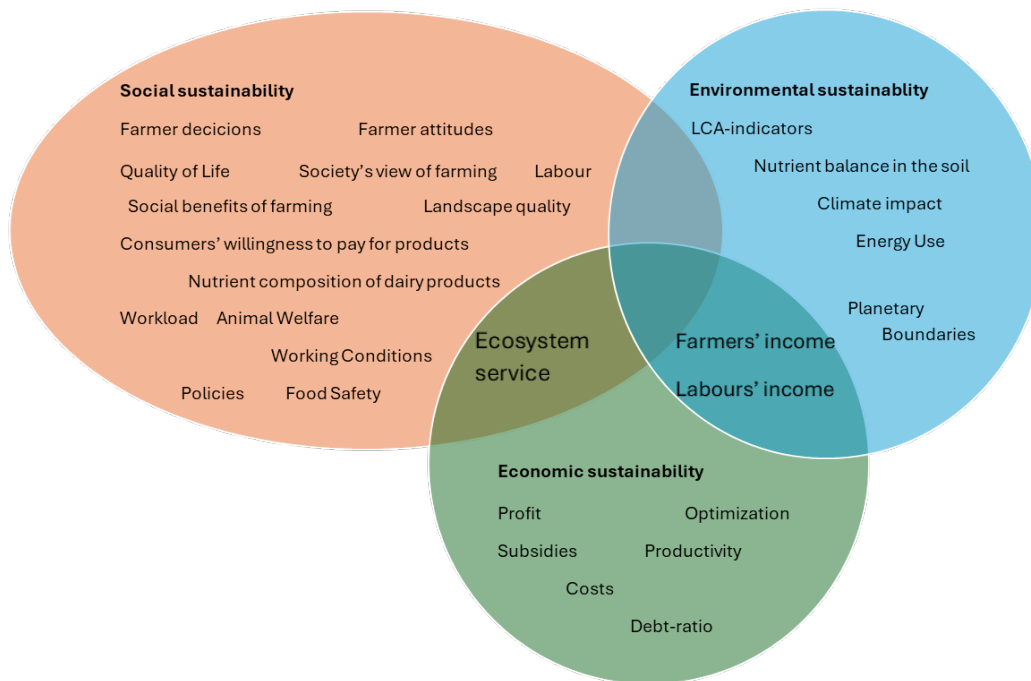 Social sustainability
Farmer decicions
Farmer attitudes
Quality of Life
Society’s view of farming
Labour
Social benefits of farming
Landscape quality
Consumers’ willingness to pay for products
Nutrient composition of dairy products
Workload
Animal Welfare
Working Conditions
Policies
Food Safety
Environmental sustainablity
LCA-indicators
Nutrient balance in the soil
Climate impact
Energy Use
Planetary
Boundaries
Ecosystem
service
Farmers’ income
Labours’ income
Economic sustainability
Profit
Optimization
Subsidies
Productivity
Costs
Debt-ratio